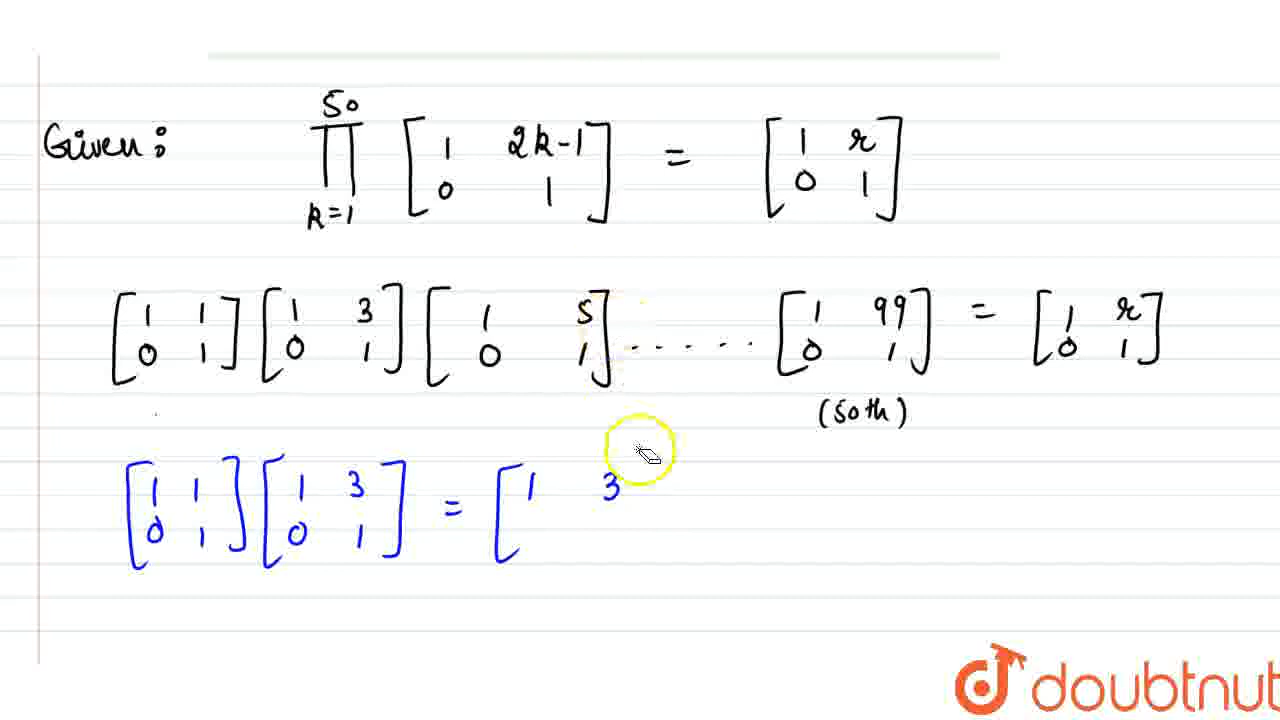 Given: ∏_{k=1}^{50} [1 2k-1; 0 1] = [1 r; 0 1]
[1 1; 0 1] [1 3; 0 1] [1 5; 0 1] ...... [1 99; 0 1] = [1 r; 0 1]
(50th)
[1 1; 0 1] [1 3; 0 1] = [1 3
doubtnut